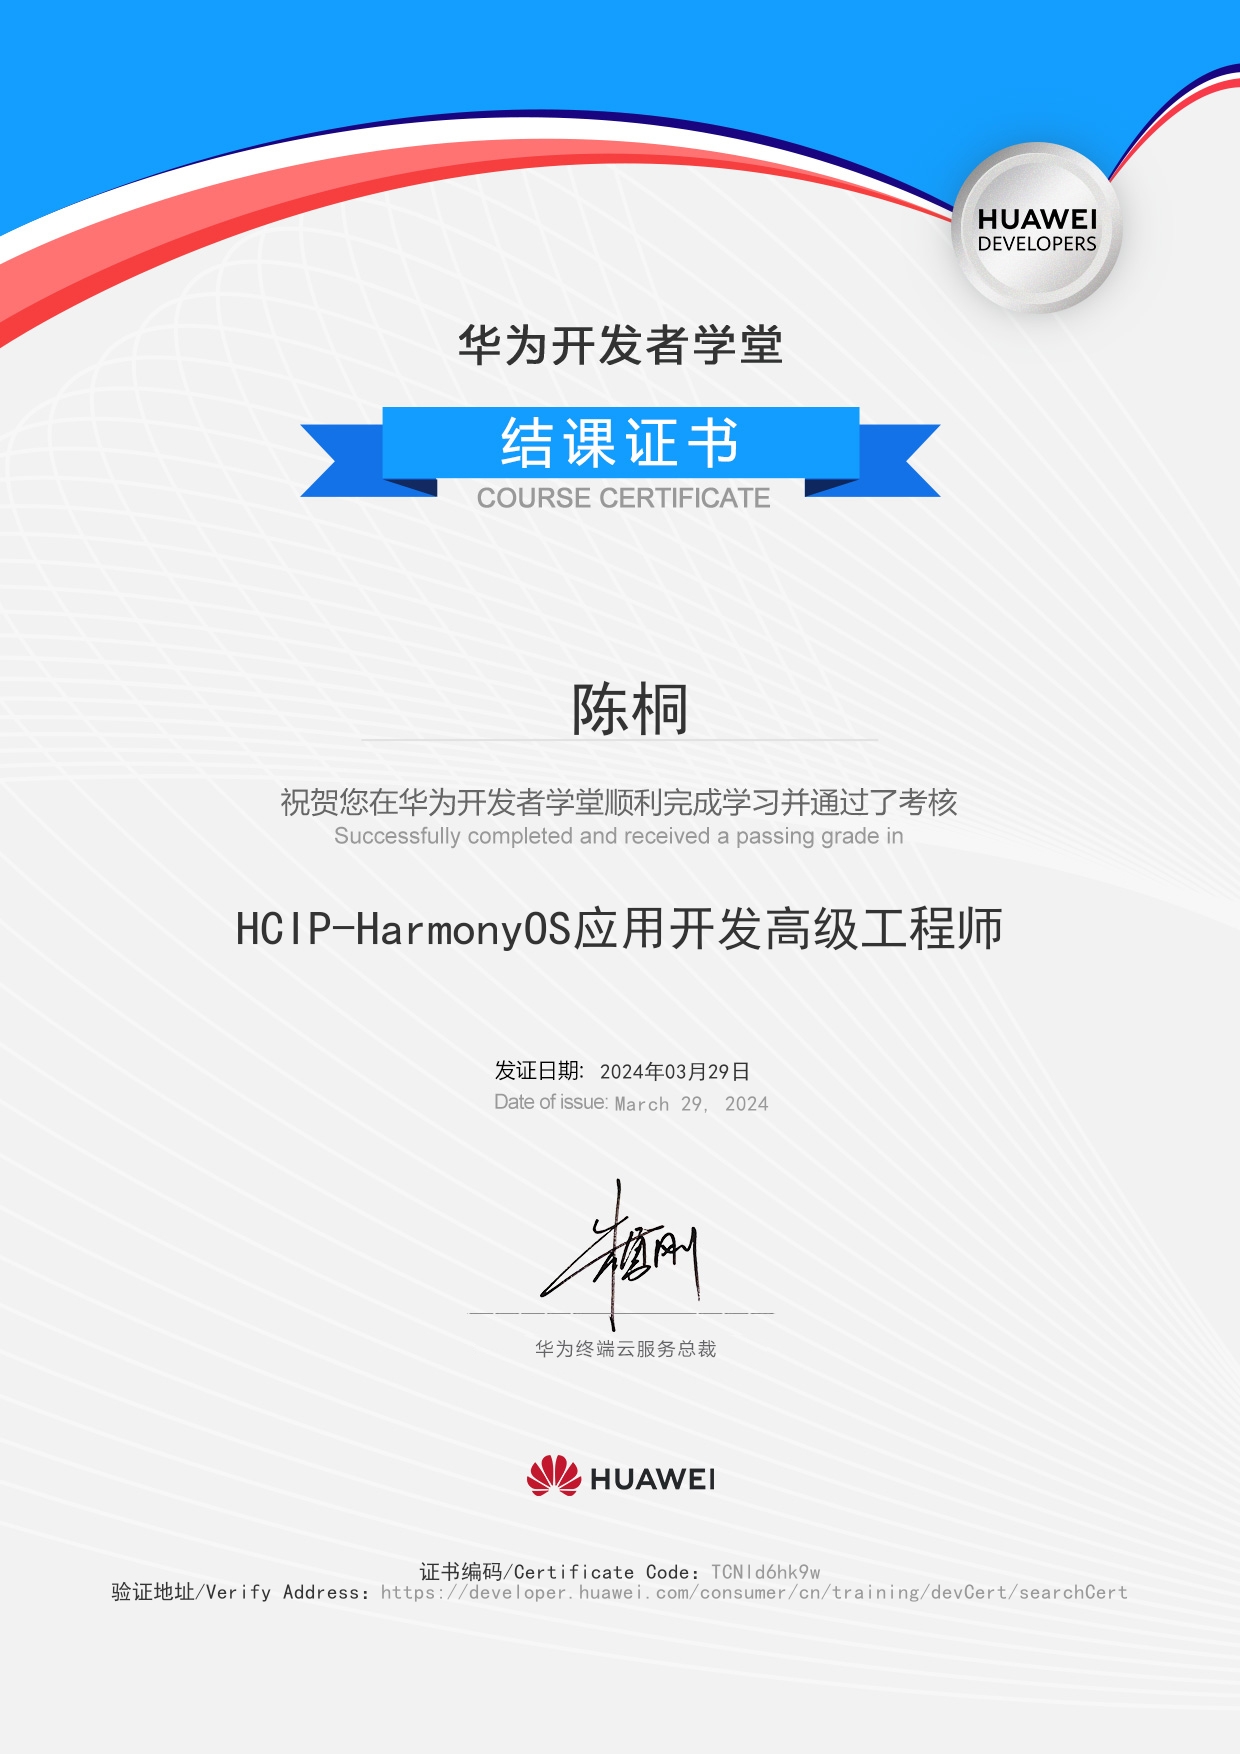 HUAWEI
DEVELOPERS
华为开发者学堂
结课证书
COURSE CERTIFICATE
陈桐
祝贺您在华为开发者学堂顺利完成学习并通过了考核
Successfully completed and received a passing grade in
HCIP-HarmonyOS应用开发高级工程师
发证日期: 2024年03月29日
Date of issue: March 29, 2024
华为终端云服务总裁
HUAWEI
证书编码/Certificate Code: TCNld6hk9w
验证地址/Verify Address: https://developer.huawei.com/consumer/cn/training/devCert/searchCert